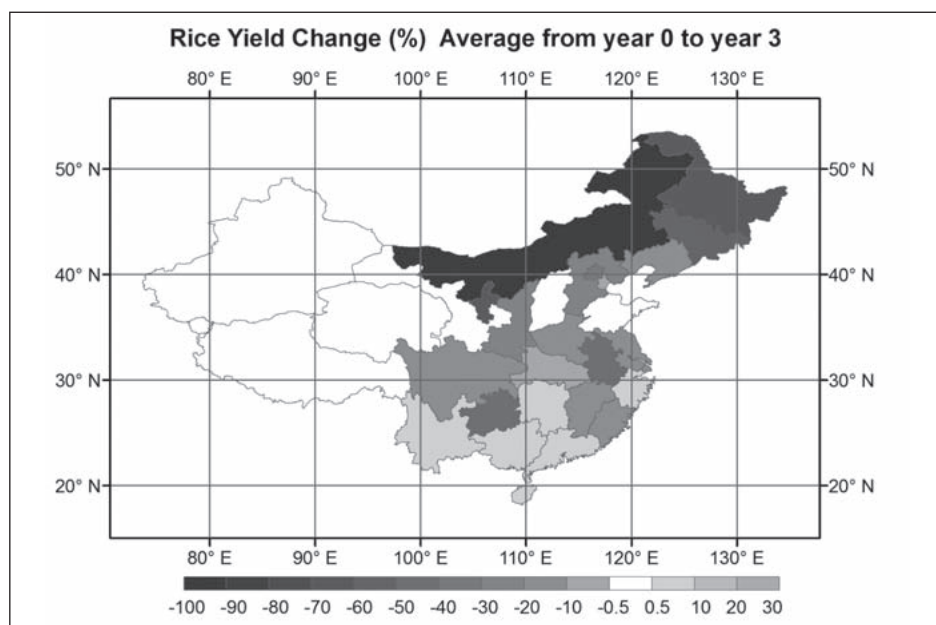 Rice Yield Change (%) Average from year 0 to year 3
80° E 90° E 100° E 110° E 120° E 130° E
50° N 50° N
40° N 40° N
30° N 30° N
20° N 20° N
80° E 90° E 100° E 110° E 120° E 130° E
-100 -90 -80 -70 -60 -50 -40 -30 -20 -10 -0.5 0.5 10 20 30